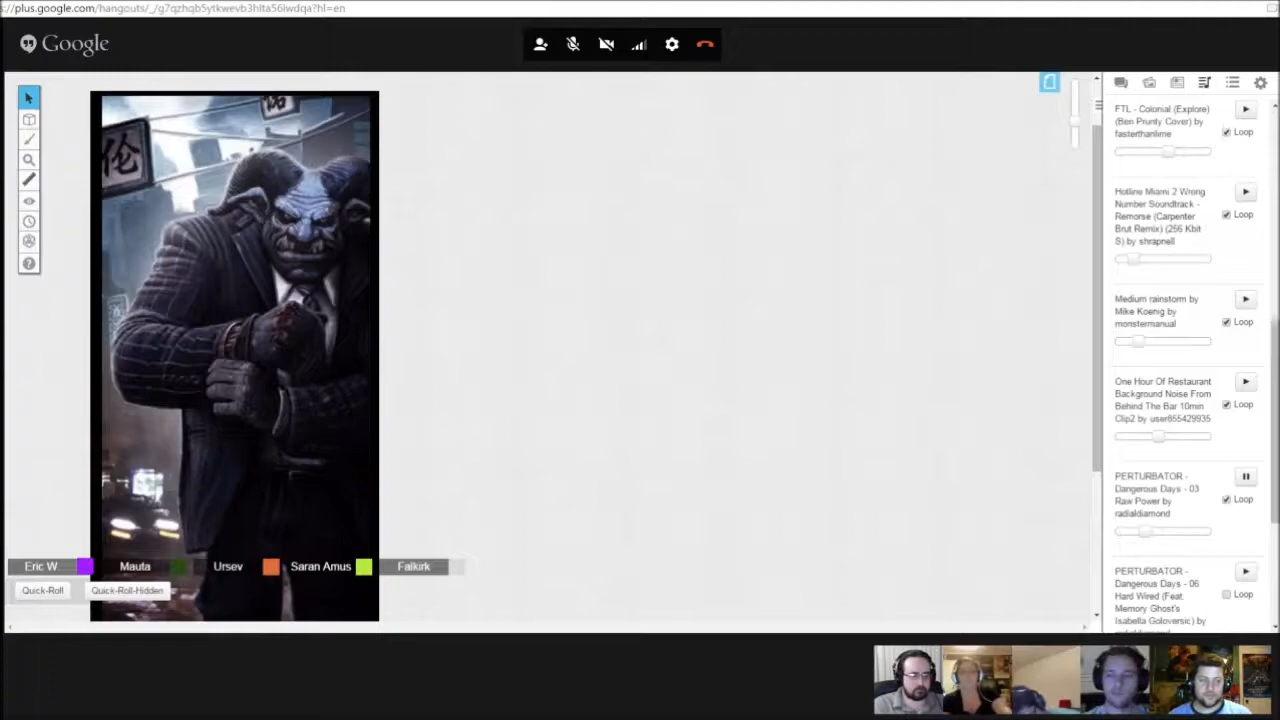 s://plus.google.com/hangouts/_/g7qzhqb5ytkwevb3hlta56iwdqa?hl=en
Google
伦
FTL - Colonial (Explore)
(Ben Prunty Cover) by
fasterthanlime
Loop
Hotline Miami 2 Wrong
Number Soundtrack -
Remorse (Carpenter
Brut Remix) (256 Kbit
S) by shrapnell
Loop
Medium rainstorm by
Mike Koenig by
monstermanual
Loop
One Hour Of Restaurant
Background Noise From
Behind The Bar 10min
Clip2 by user855429935
Loop
PERTURBATOR -
Dangerous Days - 03
Raw Power by
radialdiamond
Loop
PERTURBATOR -
Dangerous Days - 06
Hard Wired (Feat.
Memory Ghost's
Isabella Goloversic) by
radialdiamond
Loop
Eric W.
Mauta
Ursev
Saran Amus
Falkirk
Quick-Roll
Quick-Roll-Hidden